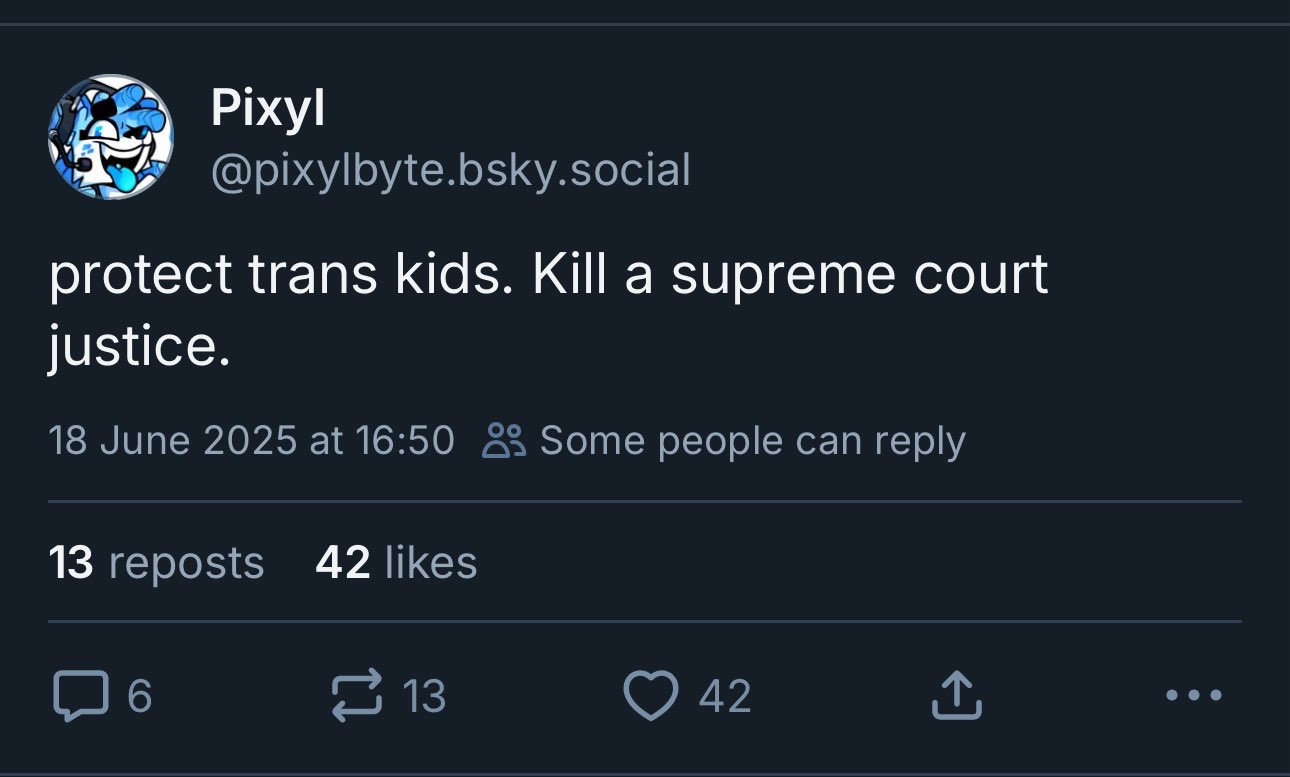 Pixyl
@pixylbyte.bsky.social
protect trans kids. Kill a supreme court
justice.
18 June 2025 at 16:50 Some people can reply
13 reposts 42 likes
6 13 42